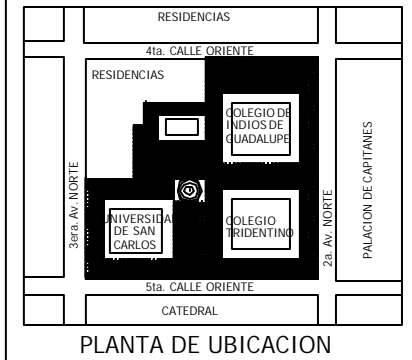 RESIDENCIAS
4ta. CALLE ORIENTE
RESIDENCIAS
COLEGIO DE
INDIOS DE
GUADALUPE
3era. Av. NORTE
2a. Av. NORTE
PALACION DE CAPITANES
UNIVERSIDAD
DE SAN
CARLOS
COLEGIO
TRIDENTINO
5ta. CALLE ORIENTE
CATEDRAL
PLANTA DE UBICACION